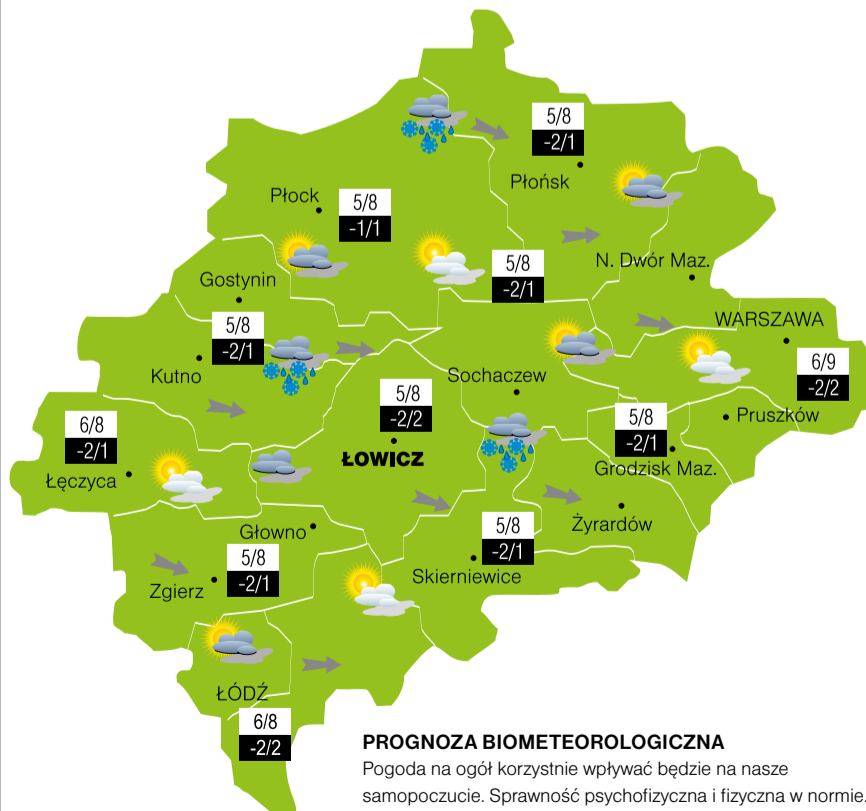 5/8
-2/1
Płońsk
Płock
5/8
-1/1
5/8
-2/1
N. Dwór Maz.
Gostynin
5/8
-2/1
Kutno
WARSZAWA
6/9
-2/2
Sochaczew
5/8
-2/2
ŁOWICZ
Pruszków
5/8
-2/1
Grodzisk Maz.
6/8
-2/1
Łęczyca
Głowno
Żyrardów
5/8
-2/1
Skierniewice
5/8
-2/1
Zgierz
ŁÓDŹ
6/8
-2/2
PROGNOZA BIOMETEOROLOGICZNA
Pogoda na ogół korzystnie wpływać będzie na nasze
samopoczucie. Sprawność psychofizyczna i fizyczna w normie.